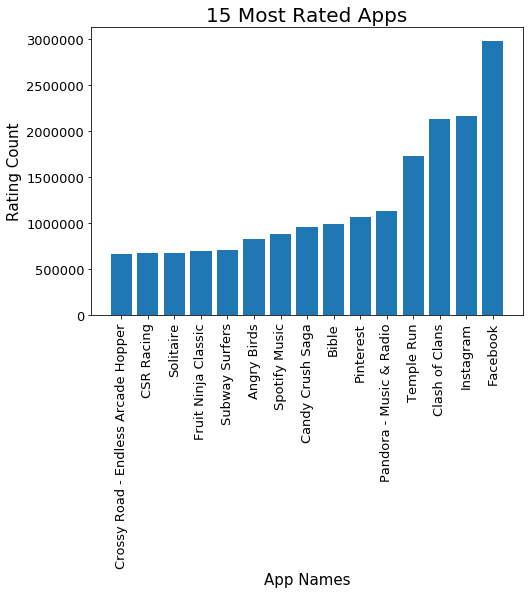 15 Most Rated Apps
Rating Count
3000000
2500000
2000000
1500000
1000000
500000
0
Crossy Road - Endless Arcade Hopper
CSR Racing
Solitaire
Fruit Ninja Classic
Subway Surfers
Angry Birds
Spotify Music
Candy Crush Saga
Bible
Pinterest
Pandora - Music & Radio
Temple Run
Clash of Clans
Instagram
Facebook
App Names